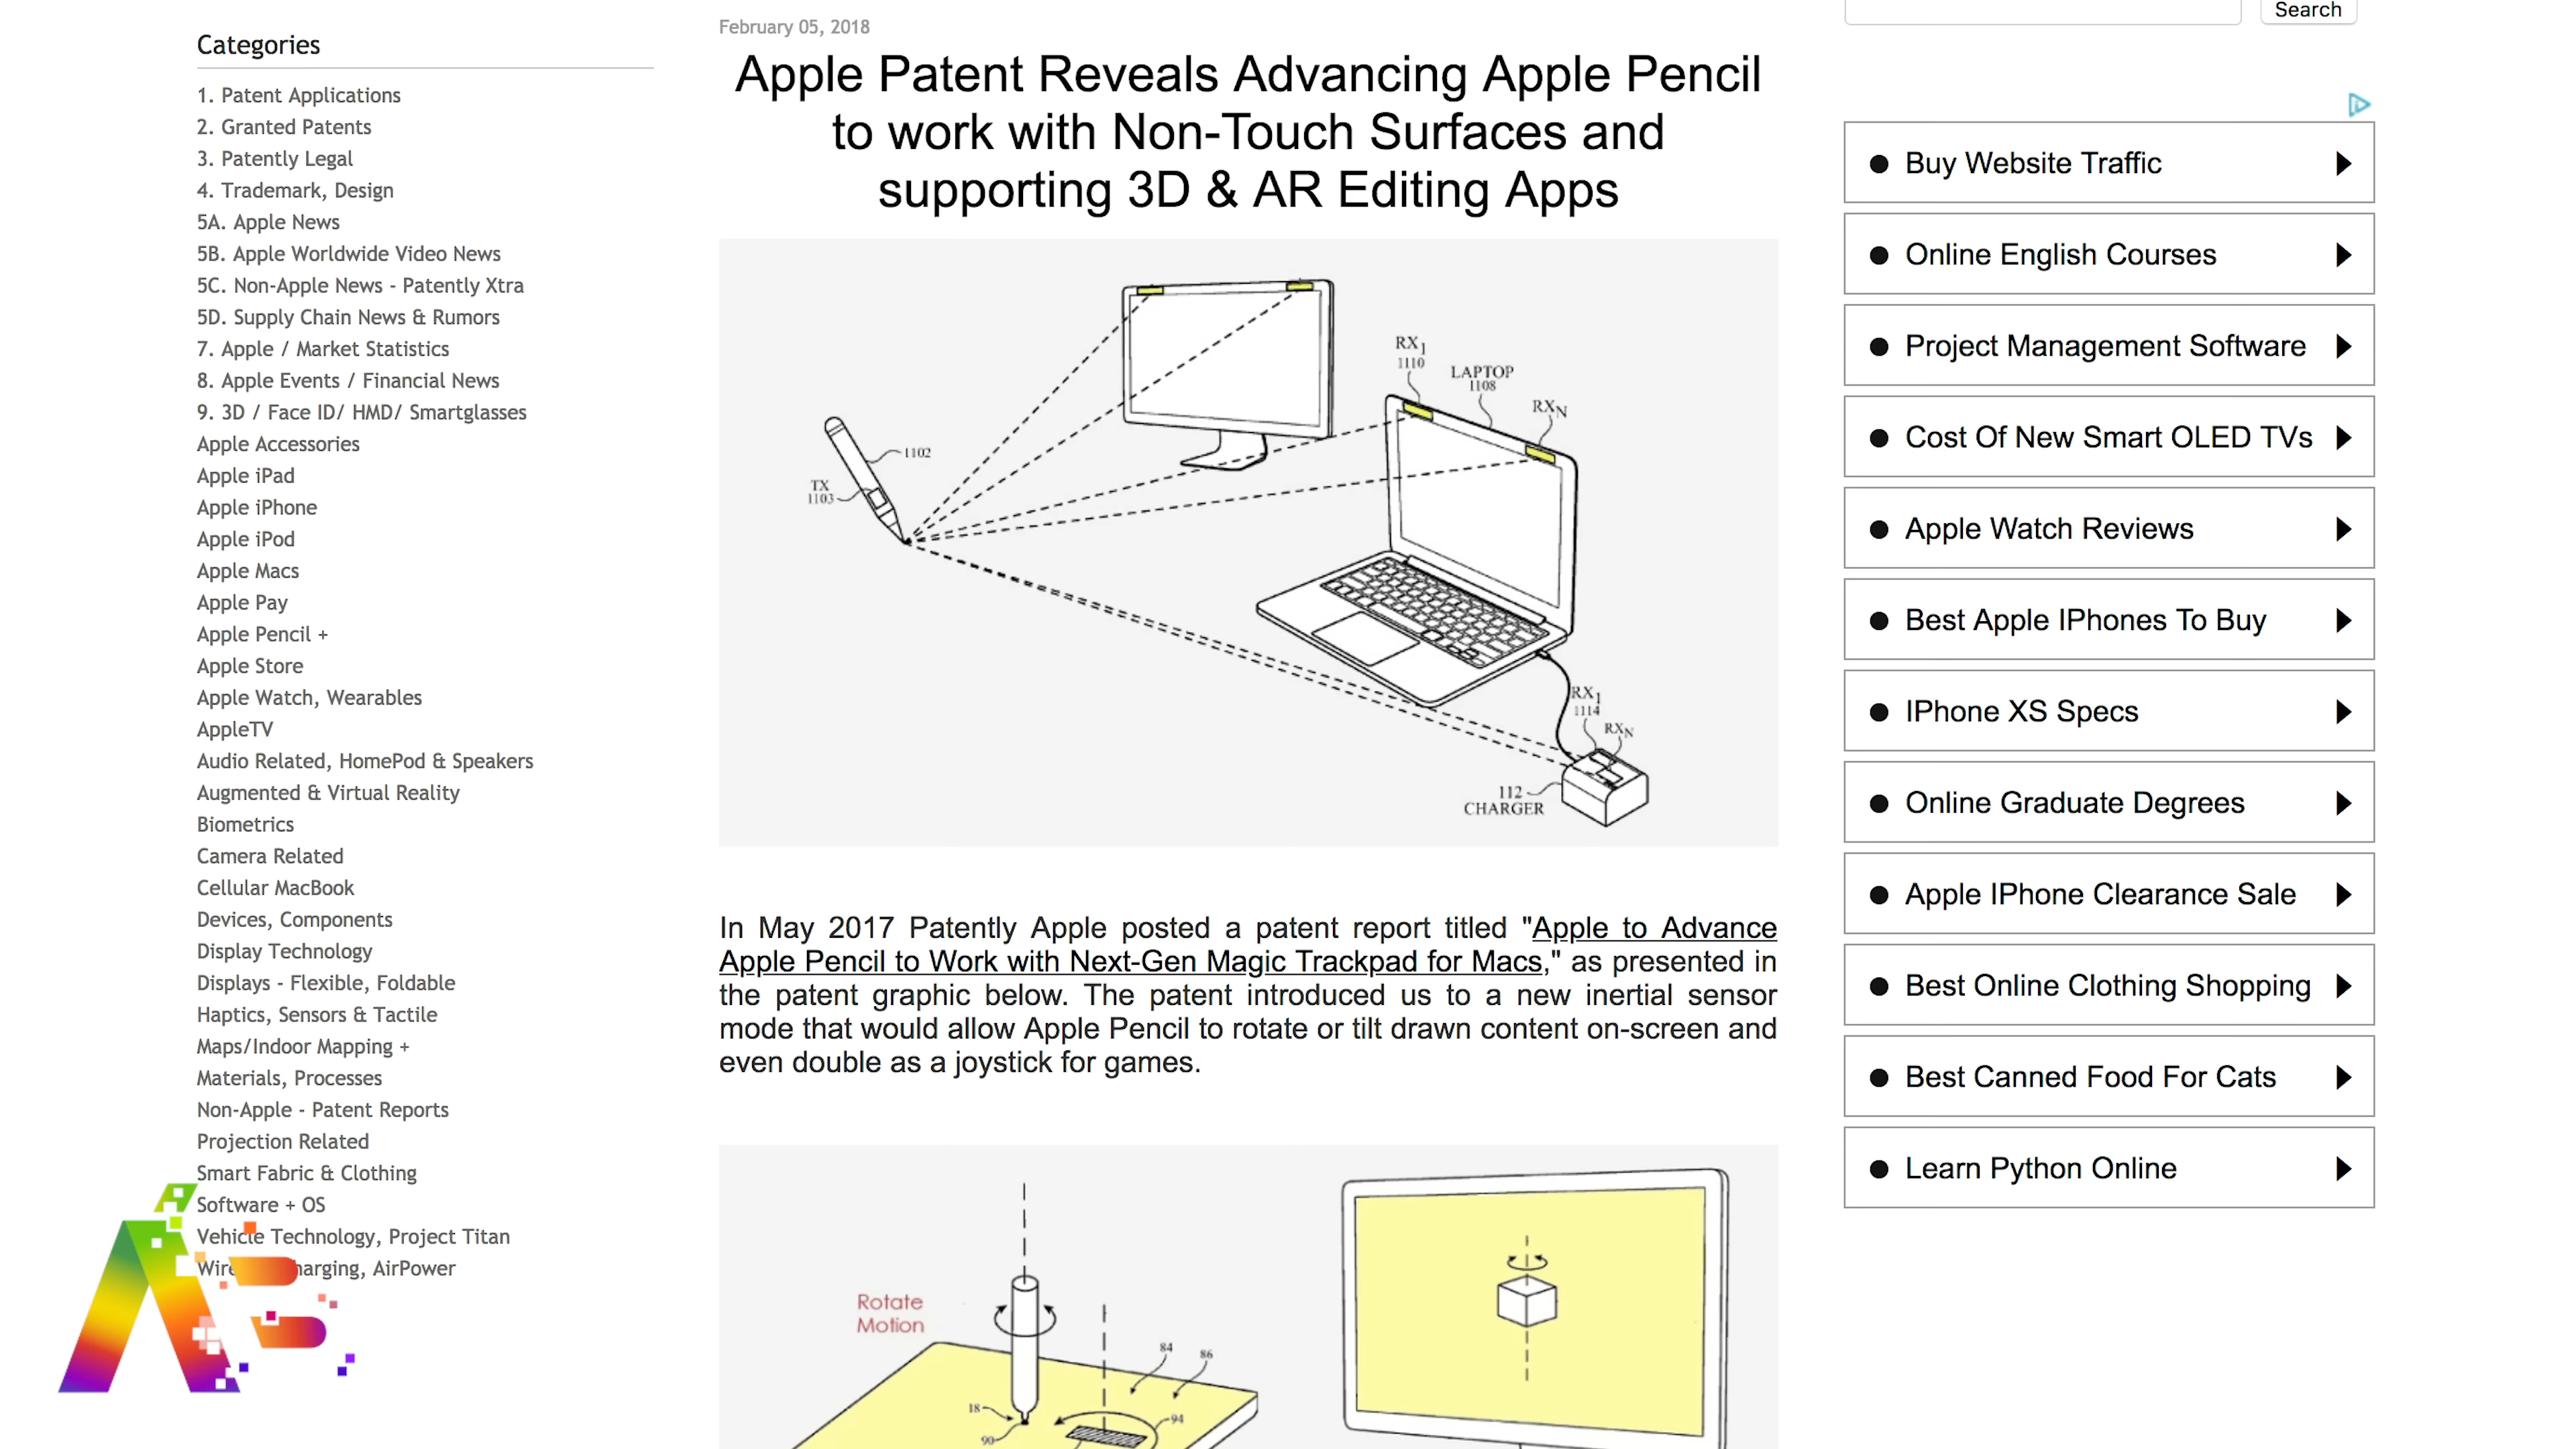 Categories
1. Patent Applications
2. Granted Patents
3. Patently Legal
4. Trademark, Design
5A. Apple News
5B. Apple Worldwide Video News
5C. Non-Apple News - Patently Xtra
5D. Supply Chain News & Rumors
7. Apple / Market Statistics
8. Apple Events / Financial News
9. 3D / Face ID/ HMD/ Smartglasses
Apple Accessories
Apple iPad
Apple iPhone
Apple iPod
Apple Macs
Apple Pay
Apple Pencil +
Apple Store
Apple Watch, Wearables
AppleTV
Audio Related, HomePod & Speakers
Augmented & Virtual Reality
Biometrics
Camera Related
Cellular MacBook
Devices, Components
Display Technology
Displays - Flexible, Foldable
Haptics, Sensors & Tactile
Maps/Indoor Mapping +
Materials, Processes
Non-Apple - Patent Reports
Projection Related
Smart Fabric & Clothing
Software + OS
Vehicle Technology, Project Titan
AirPower
February 05, 2018
Apple Patent Reveals Advancing Apple Pencil
to work with Non-Touch Surfaces and
supporting 3D & AR Editing Apps
RX1
1110
LAPTOP
1108
RXN
1102
TX
1103
RX1
1114
RXN
112
CHARGER
In May 2017 Patently Apple posted a patent report titled "Apple to Advance
Apple Pencil to Work with Next-Gen Magic Trackpad for Macs," as presented in
the patent graphic below. The patent introduced us to a new inertial sensor
mode that would allow Apple Pencil to rotate or tilt drawn content on-screen and
even double as a joystick for games.
Rotate
Motion
84
86
18
94
90
Search
Buy Website Traffic
Online English Courses
Project Management Software
Cost Of New Smart OLED TVs
Apple Watch Reviews
Best Apple IPhones To Buy
IPhone XS Specs
Online Graduate Degrees
Apple IPhone Clearance Sale
Best Online Clothing Shopping
Best Canned Food For Cats
Learn Python Online